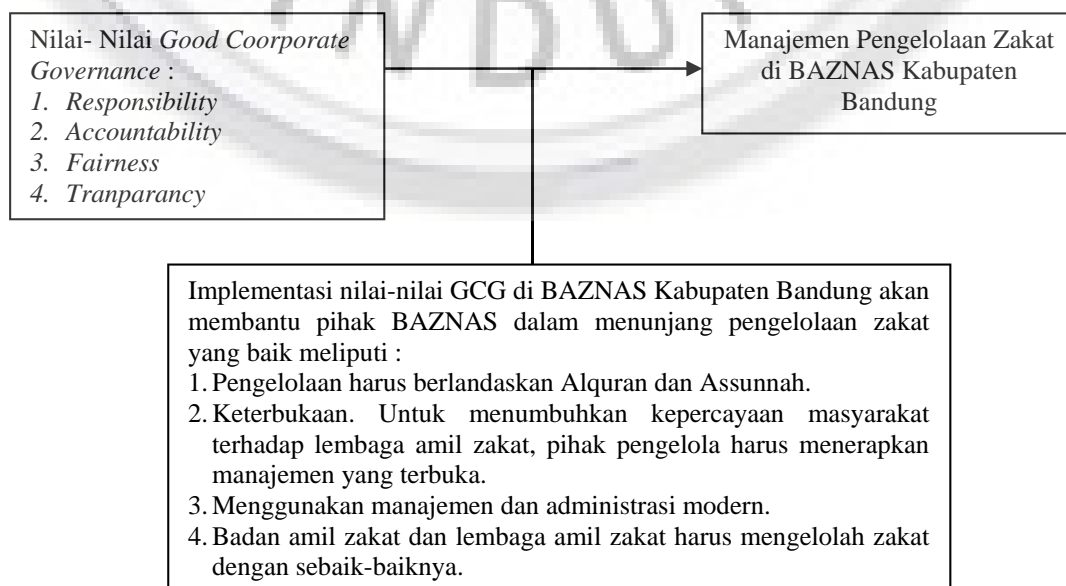 Nilai- Nilai Good Coorporate
Governance :
1. Responsibility
2. Accountability
3. Fairness
4. Tranparancy
Manajemen Pengelolaan Zakat
di BAZNAS Kabupaten
Bandung
Implementasi nilai-nilai GCG di BAZNAS Kabupaten Bandung akan
membantu pihak BAZNAS dalam menunjang pengelolaan zakat
yang baik meliputi :
1. Pengelolaan harus berlandaskan Alquran dan Assunnah.
2. Keterbukaan. Untuk menumbuhkan kepercayaan masyarakat
terhadap lembaga amil zakat, pihak pengelola harus menerapkan
manajemen yang terbuka.
3. Menggunakan manajemen dan administrasi modern.
4. Badan amil zakat dan lembaga amil zakat harus mengelolah zakat
dengan sebaik-baiknya.